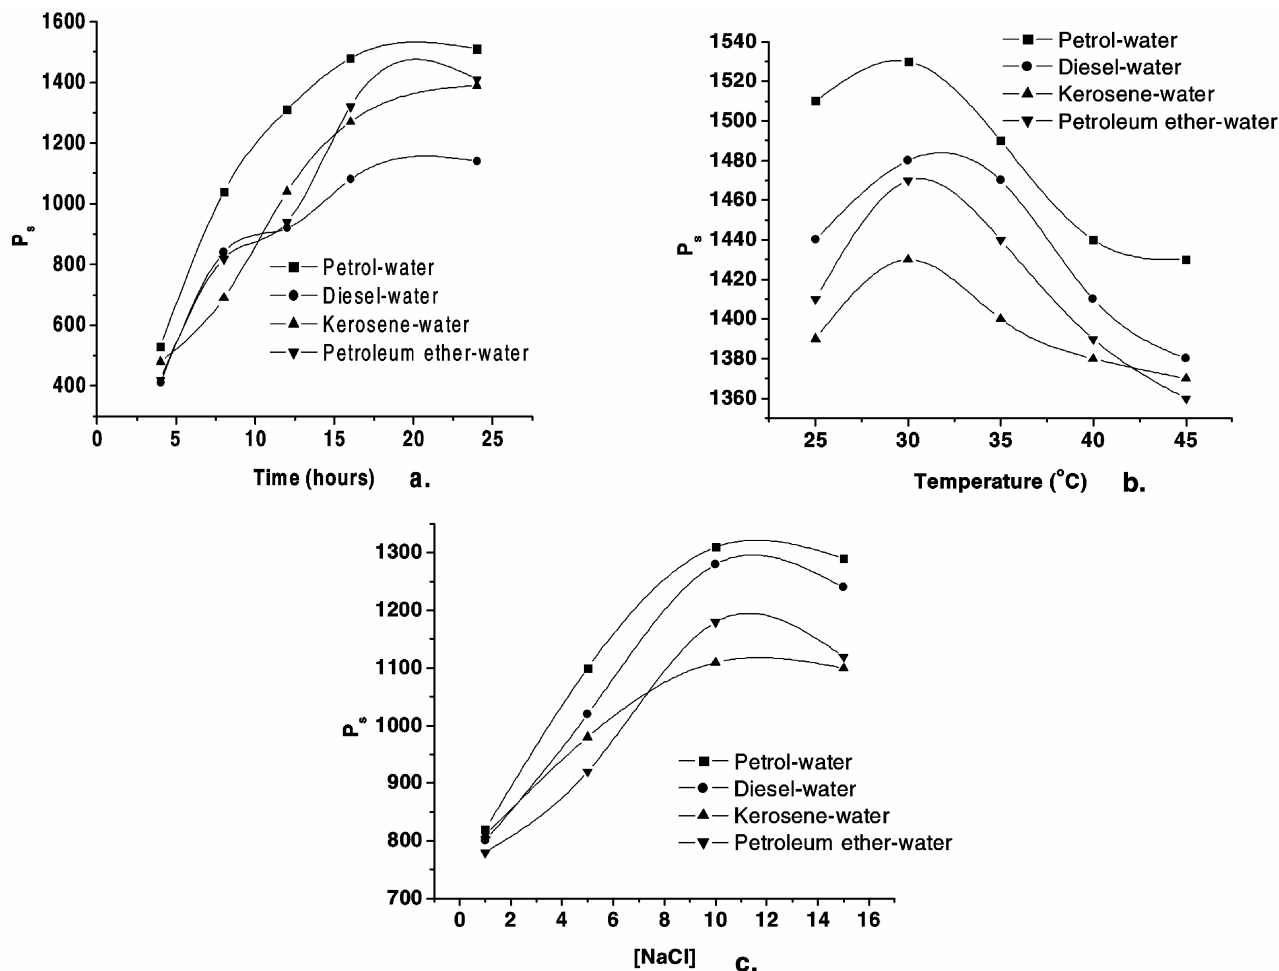 1600
1400
1200
1000
800
600
400
Ps
Petrol-water
Diesel-water
Kerosene-water
Petroleum ether-water
0 5 10 15 20 25
Time (hours) a.
1540
1520
1500
1480
1460
1440
1420
1400
1380
1360
Ps
Petrol-water
Diesel-water
Kerosene-water
Petroleum ether-water
25 30 35 40 45
Temperature (°C) b.
1300
1200
1100
1000
900
800
700
Ps
Petrol-water
Diesel-water
Kerosene-water
Petroleum ether-water
0 2 4 6 8 10 12 14 16
[NaCl] c.